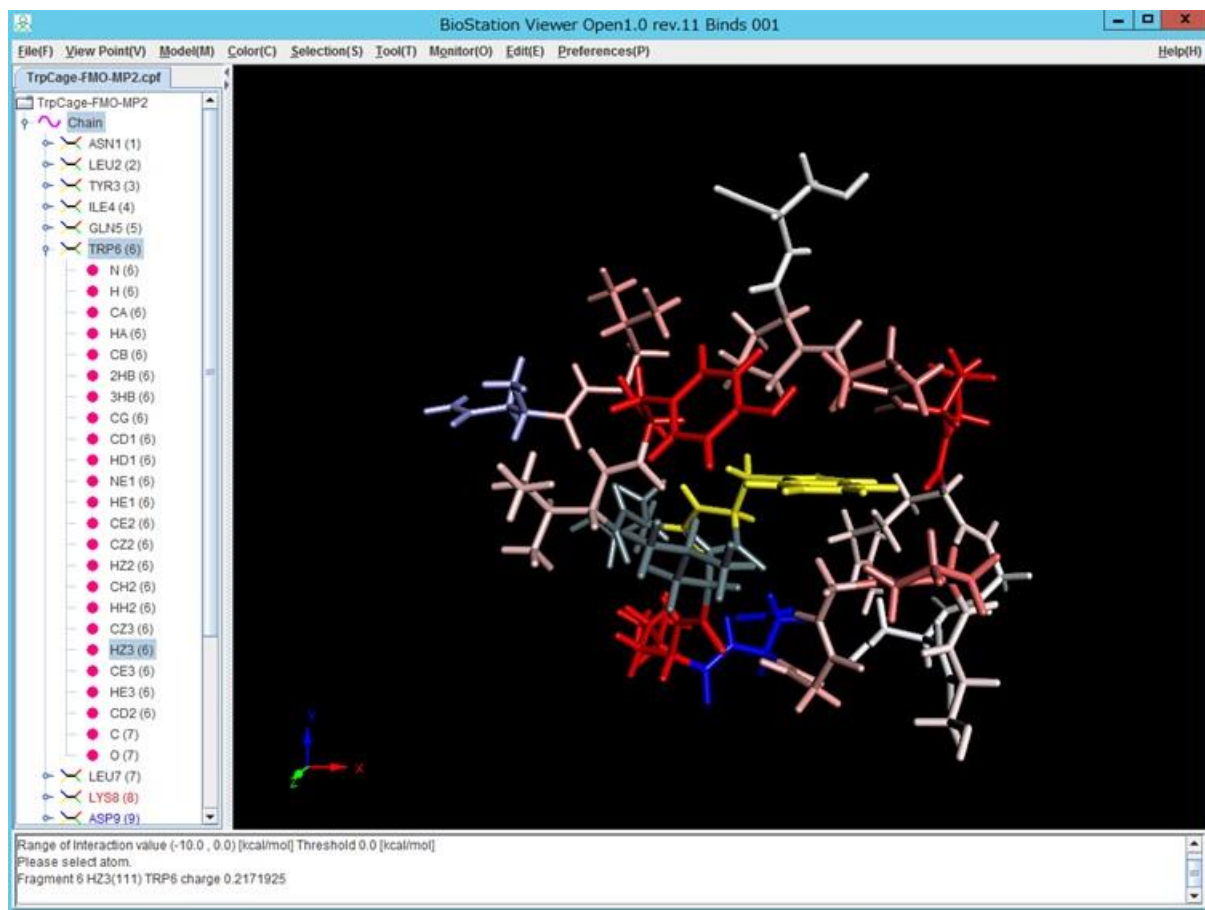 BioStation Viewer Open1.0 rev.11 Binds 001
File(F) View Point(V) Model(M) Color(C) Selection(S) Tool(T) Monitor(O) Edit(E) Preferences(P) Help(H)
TrpCage-FMO-MP2.cpf
TrpCage-FMO-MP2
Chain
ASN1 (1)
LEU2 (2)
TYR3 (3)
ILE4 (4)
GLN5 (5)
TRP6 (6)
N (6)
H (6)
CA (6)
HA (6)
CB (6)
2HB (6)
3HB (6)
CG (6)
CD1 (6)
HD1 (6)
NE1 (6)
HE1 (6)
CE2 (6)
CZ2 (6)
HZ2 (6)
CH2 (6)
HH2 (6)
CZ3 (6)
HZ3 (6)
CE3 (6)
HE3 (6)
CD2 (6)
C (7)
O (7)
LEU7 (7)
LYS8 (8)
ASP9 (9)
Y
X
Z
Range of Interaction value (-10.0 , 0.0) [kcal/mol] Threshold 0.0 [kcal/mol]
Please select atom.
Fragment 6 HZ3(111) TRP6 charge 0.2171925